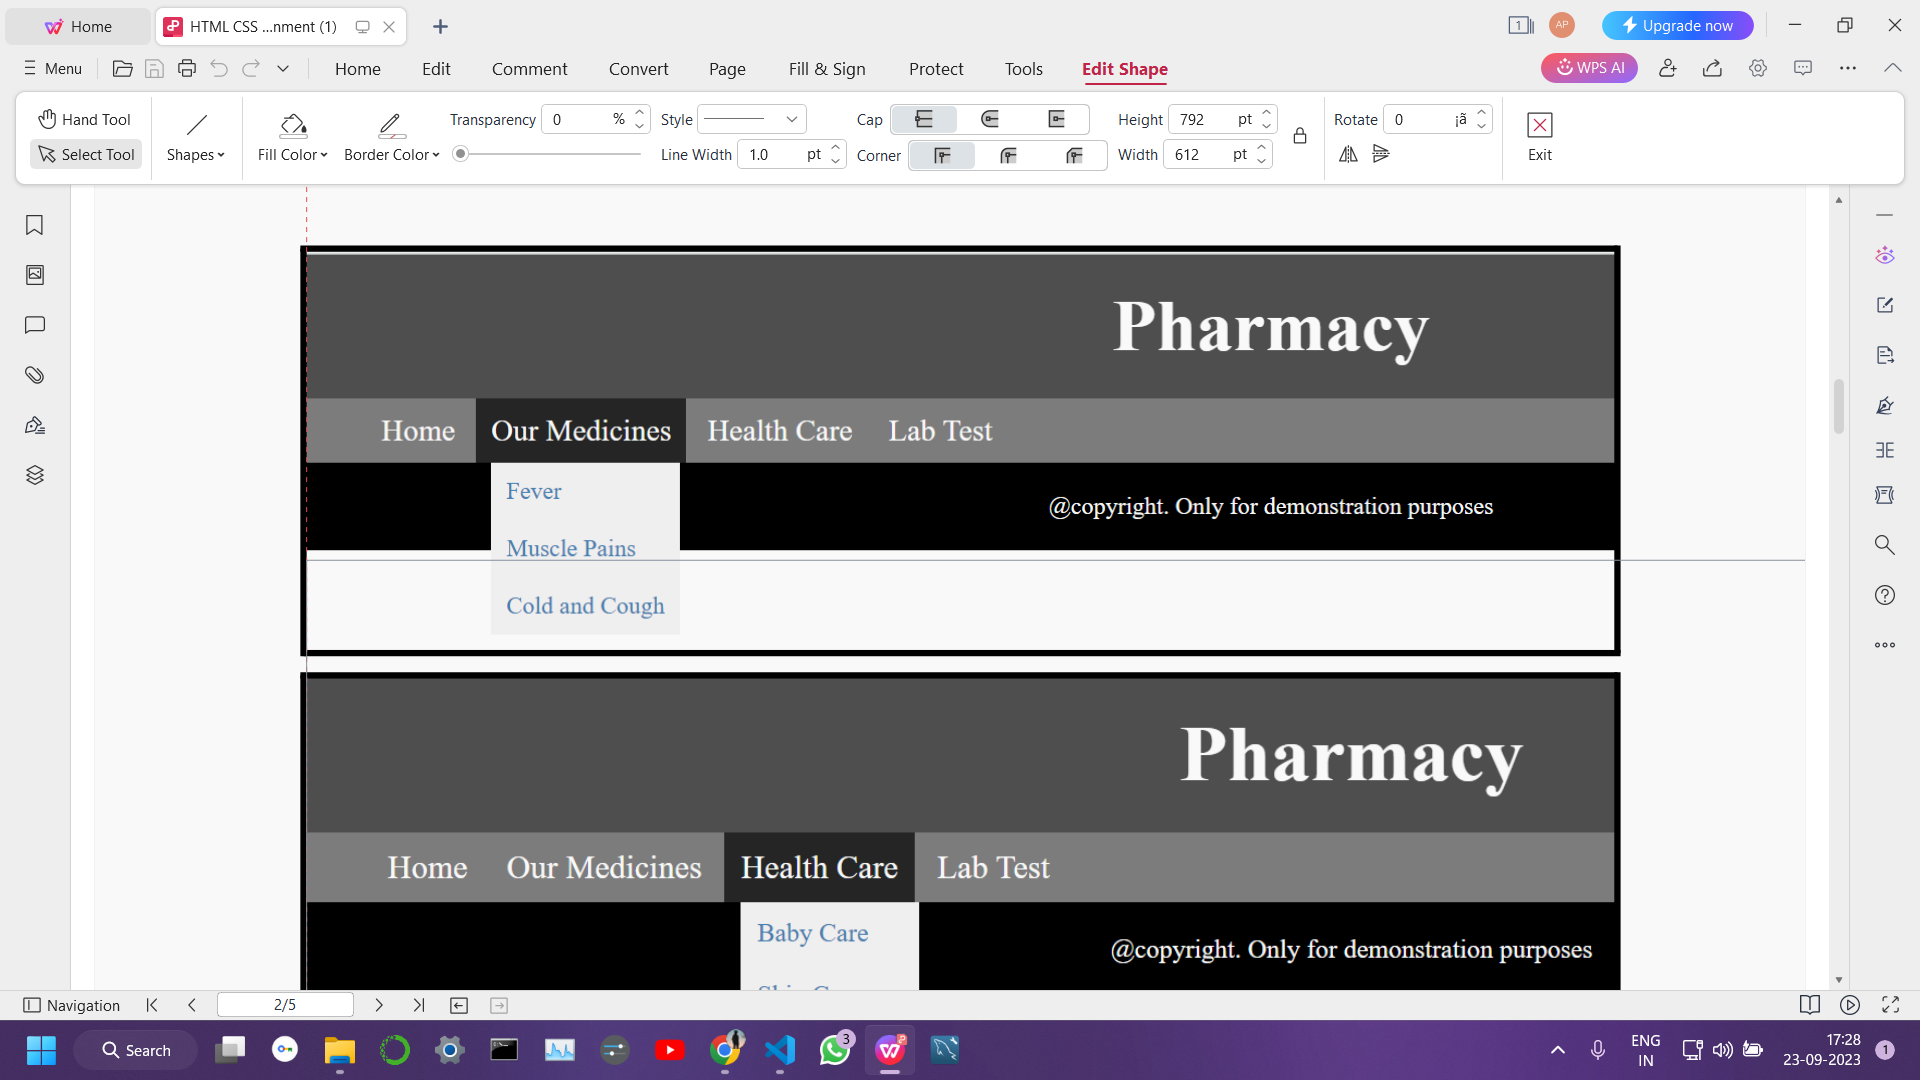 Home
HTML CSS ...nment (1)
1
AP
Upgrade now
Menu
Home
Edit
Comment
Convert
Page
Fill & Sign
Protect
Tools
Edit Shape
WPS AI
Hand Tool
Select Tool
Shapes
Fill Color
Border Color
Transparency 0 %
Style
Line Width 1.0 pt
Cap
Corner
Height 792 pt
Width 612 pt
Rotate 0 ¡ã
Exit
Pharmacy
Home Our Medicines Health Care Lab Test
Fever
@copyright. Only for demonstration purposes
Muscle Pains
Cold and Cough
Pharmacy
Home Our Medicines Health Care Lab Test
Baby Care
@copyright. Only for demonstration purposes
Navigation
2/5
Search
3
ENG
IN
17:28
23-09-2023
1